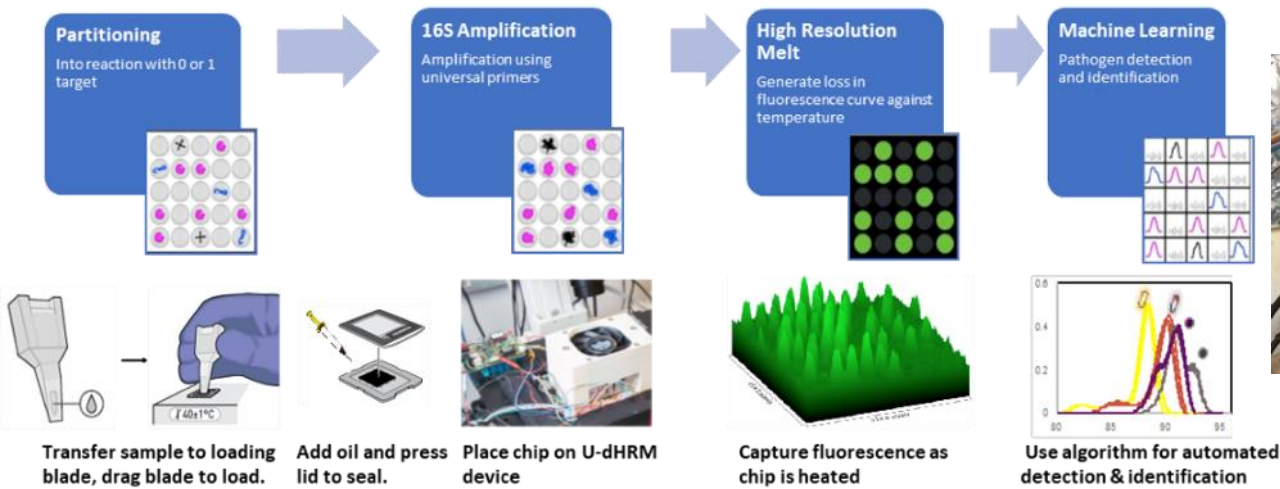 Partitioning
Into reaction with 0 or 1
target
16S Amplification
Amplification using
universal primers
High Resolution
Melt
Generate loss in
fluorescence curve against
temperature
Machine Learning
Pathogen detection
and identification
40±1°C
0.6
0.4
0.2
0
80
85
90
95
Transfer sample to loading
blade, drag blade to load.
Add oil and press
lid to seal.
Place chip on U-dHRM
device
Capture fluorescence as
chip is heated
Use algorithm for automated
detection & identification